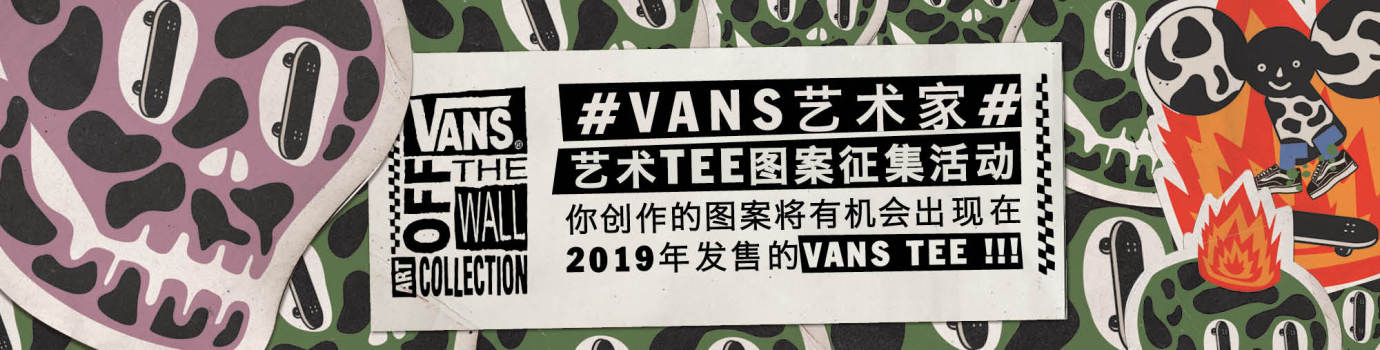 VANS
OFF THE
WALL
ART COLLECTION
#VANS艺术家#
艺术TEE图案征集活动
你创作的图案将有机会出现在
2019年发售的VANS TEE !!!